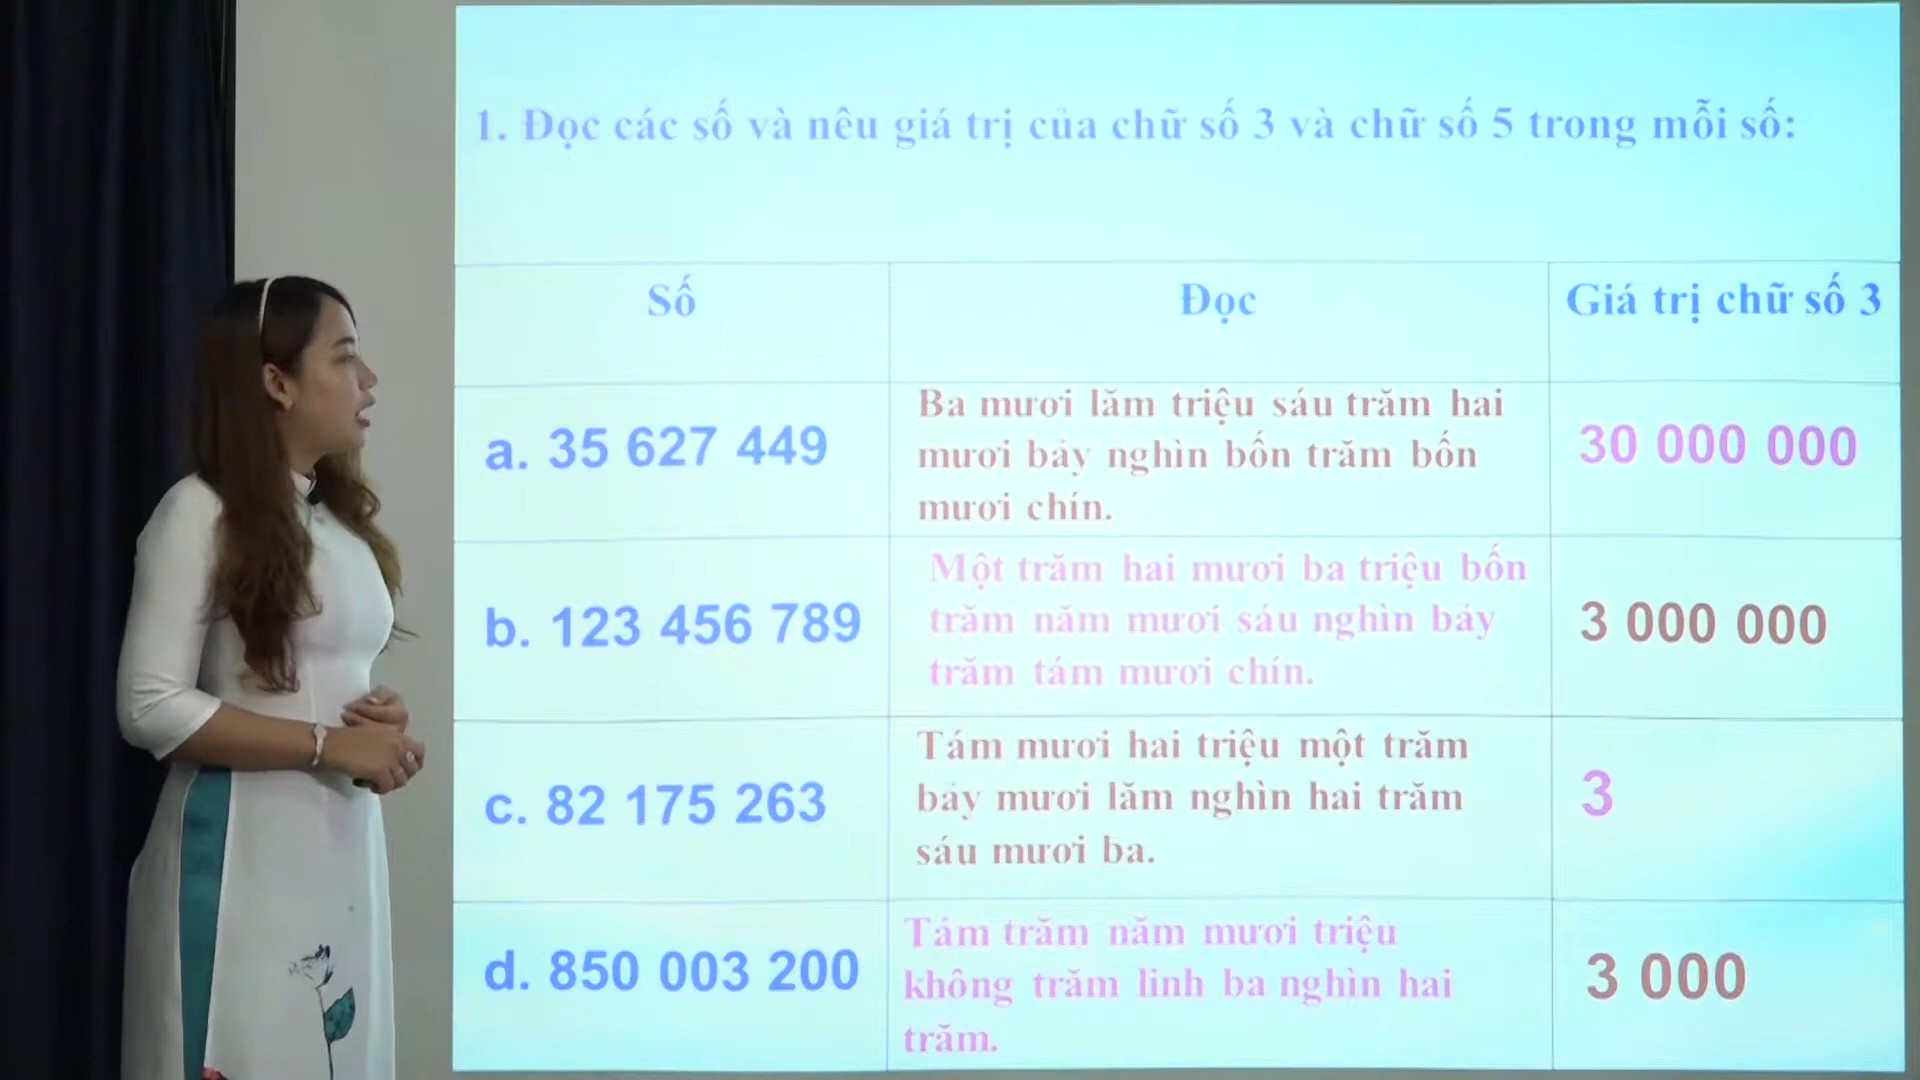 1. Đọc các số và nêu giá trị của chữ số 3 và chữ số 5 trong mỗi số:
Số
Đọc
Giá trị chữ số 3
a. 35 627 449
Ba mươi lăm triệu sáu trăm hai
mươi bảy nghìn bốn trăm bốn
mươi chín.
30 000 000
b. 123 456 789
Một trăm hai mươi ba triệu bốn
trăm năm mươi sáu nghìn bảy
trăm tám mươi chín.
3 000 000
c. 82 175 263
Tám mươi hai triệu một trăm
bảy mươi lăm nghìn hai trăm
sáu mươi ba.
3
d. 850 003 200
Tám trăm năm mươi triệu
không trăm linh ba nghìn hai
trăm.
3 000